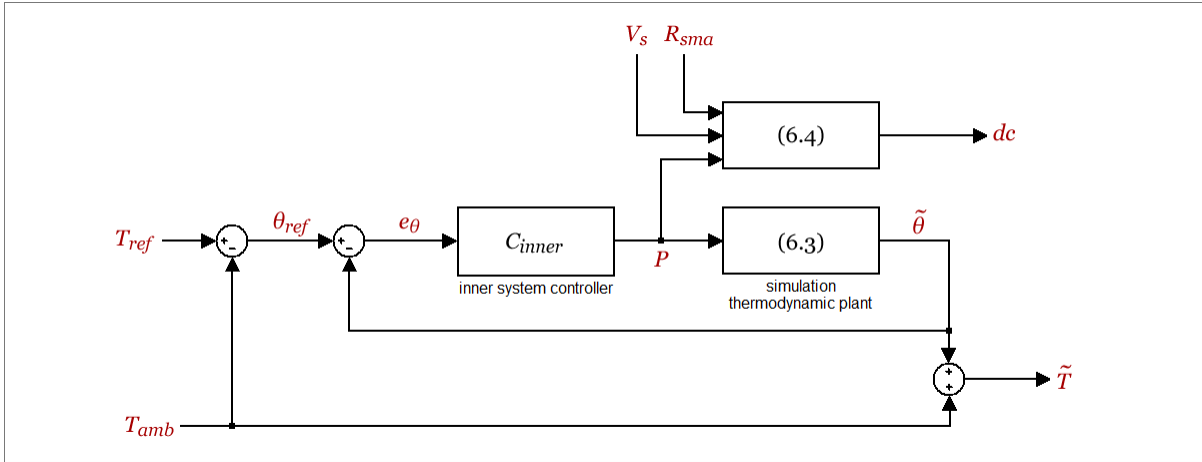 Vs Rsma
(6.4)
dc
Tref
+
-
θref
+
-
eθ
Cinner
inner system controller
P
(6.3)
simulation
thermodynamic plant
θ̃
+
+
T̃
Tamb